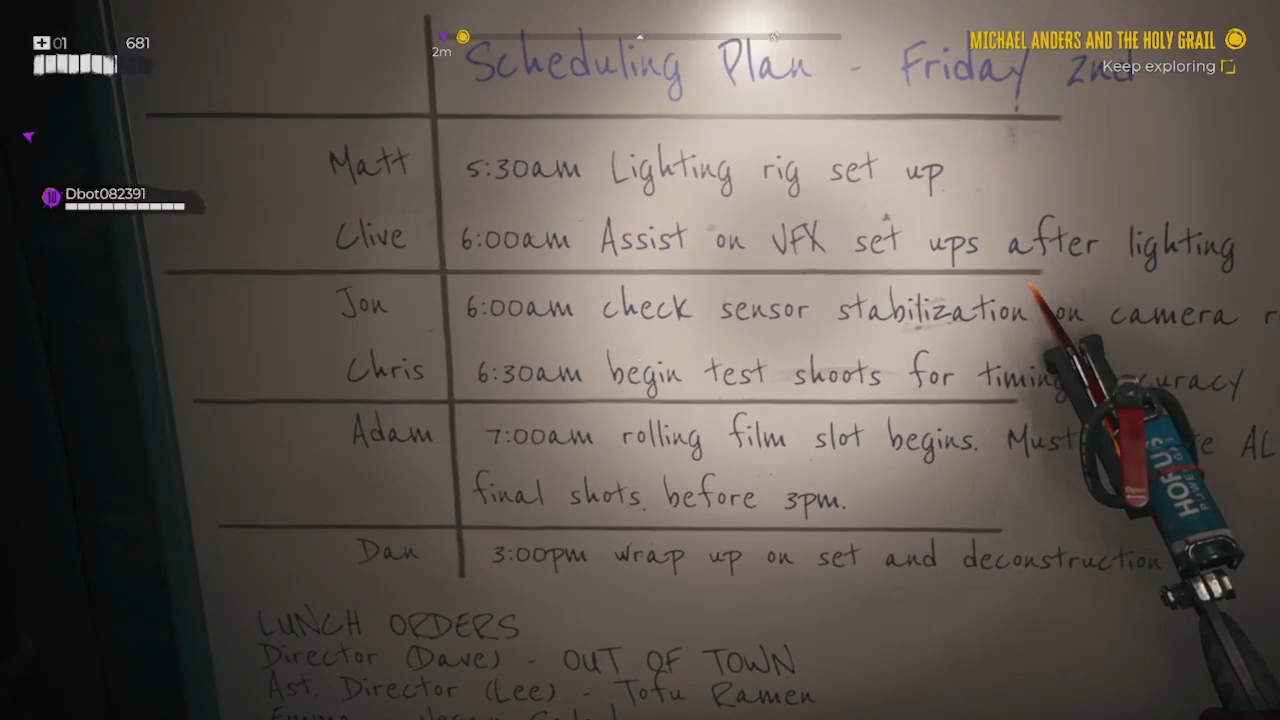 01 681
2m
MICHAEL ANDERS AND THE HOLY GRAIL
Keep exploring
Scheduling Plan - Friday 2nd
10 Dbot082391
Matt 5:30am Lighting rig set up
Clive 6:00am Assist on VFX set ups after lighting
Jon 6:00am check sensor stabilization on camera
Chris 6:30am begin test shoots for timing
Adam 7:00am rolling film slot begins. Must
final shots before 3pm.
Dan 3:00pm wrap up on set and deconstruction
HOFU?
LUNCH ORDERS
Director (Dave) - OUT OF TOWN
Ast. Director (Lee) - Tofu Ramen